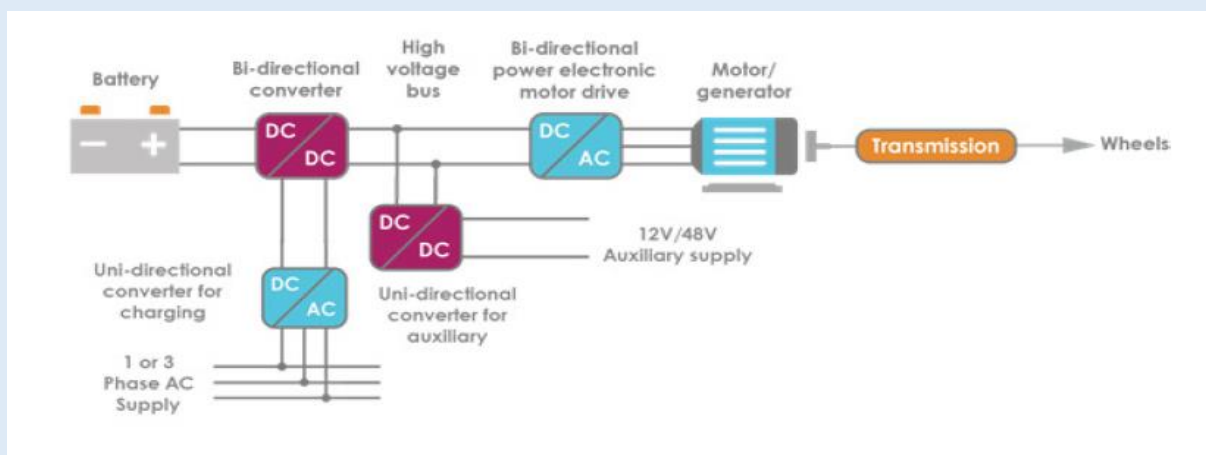 Battery
Bi-directional
converter
High
voltage
bus
Bi-directional
power electronic
motor drive
Motor/
generator
DC
DC
DC
AC
Transmission
Wheels
DC
DC
12V/48V
Auxiliary supply
Uni-directional
converter for
charging
DC
AC
Uni-directional
converter for
auxiliary
1 or 3
Phase AC
Supply